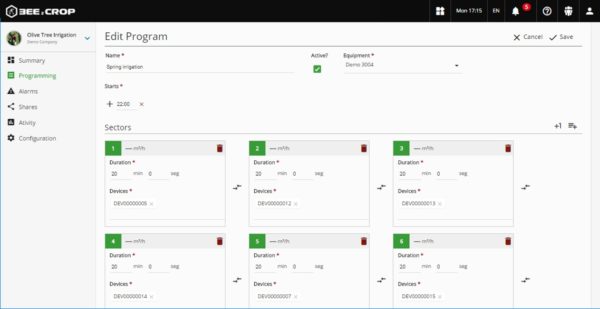 BEE2CROP Mon 17:15 EN 5
Olive Tree Irrigation
Demo Company
Edit Program
Cancel Save
Summary
Programming
Alarms
Shares
Ativity
Configuration
Name * Active? Equipment *
Spring irrigation Demo 3004
Starts *
22:00
Sectors +1
1 — m³/h 2 — m³/h 3 — m³/h
Duration * Duration * Duration *
20 min 0 seg 20 min 0 seg 20 min 0 seg
Devices * Devices * Devices *
DEV00000005 × DEV00000012 × DEV00000013 ×
4 — m³/h 5 — m³/h 6 — m³/h
Duration * Duration * Duration *
20 min 0 seg 20 min 0 seg 20 min 0 seg
Devices * Devices * Devices *
DEV00000014 × DEV00000007 × DEV00000015 ×